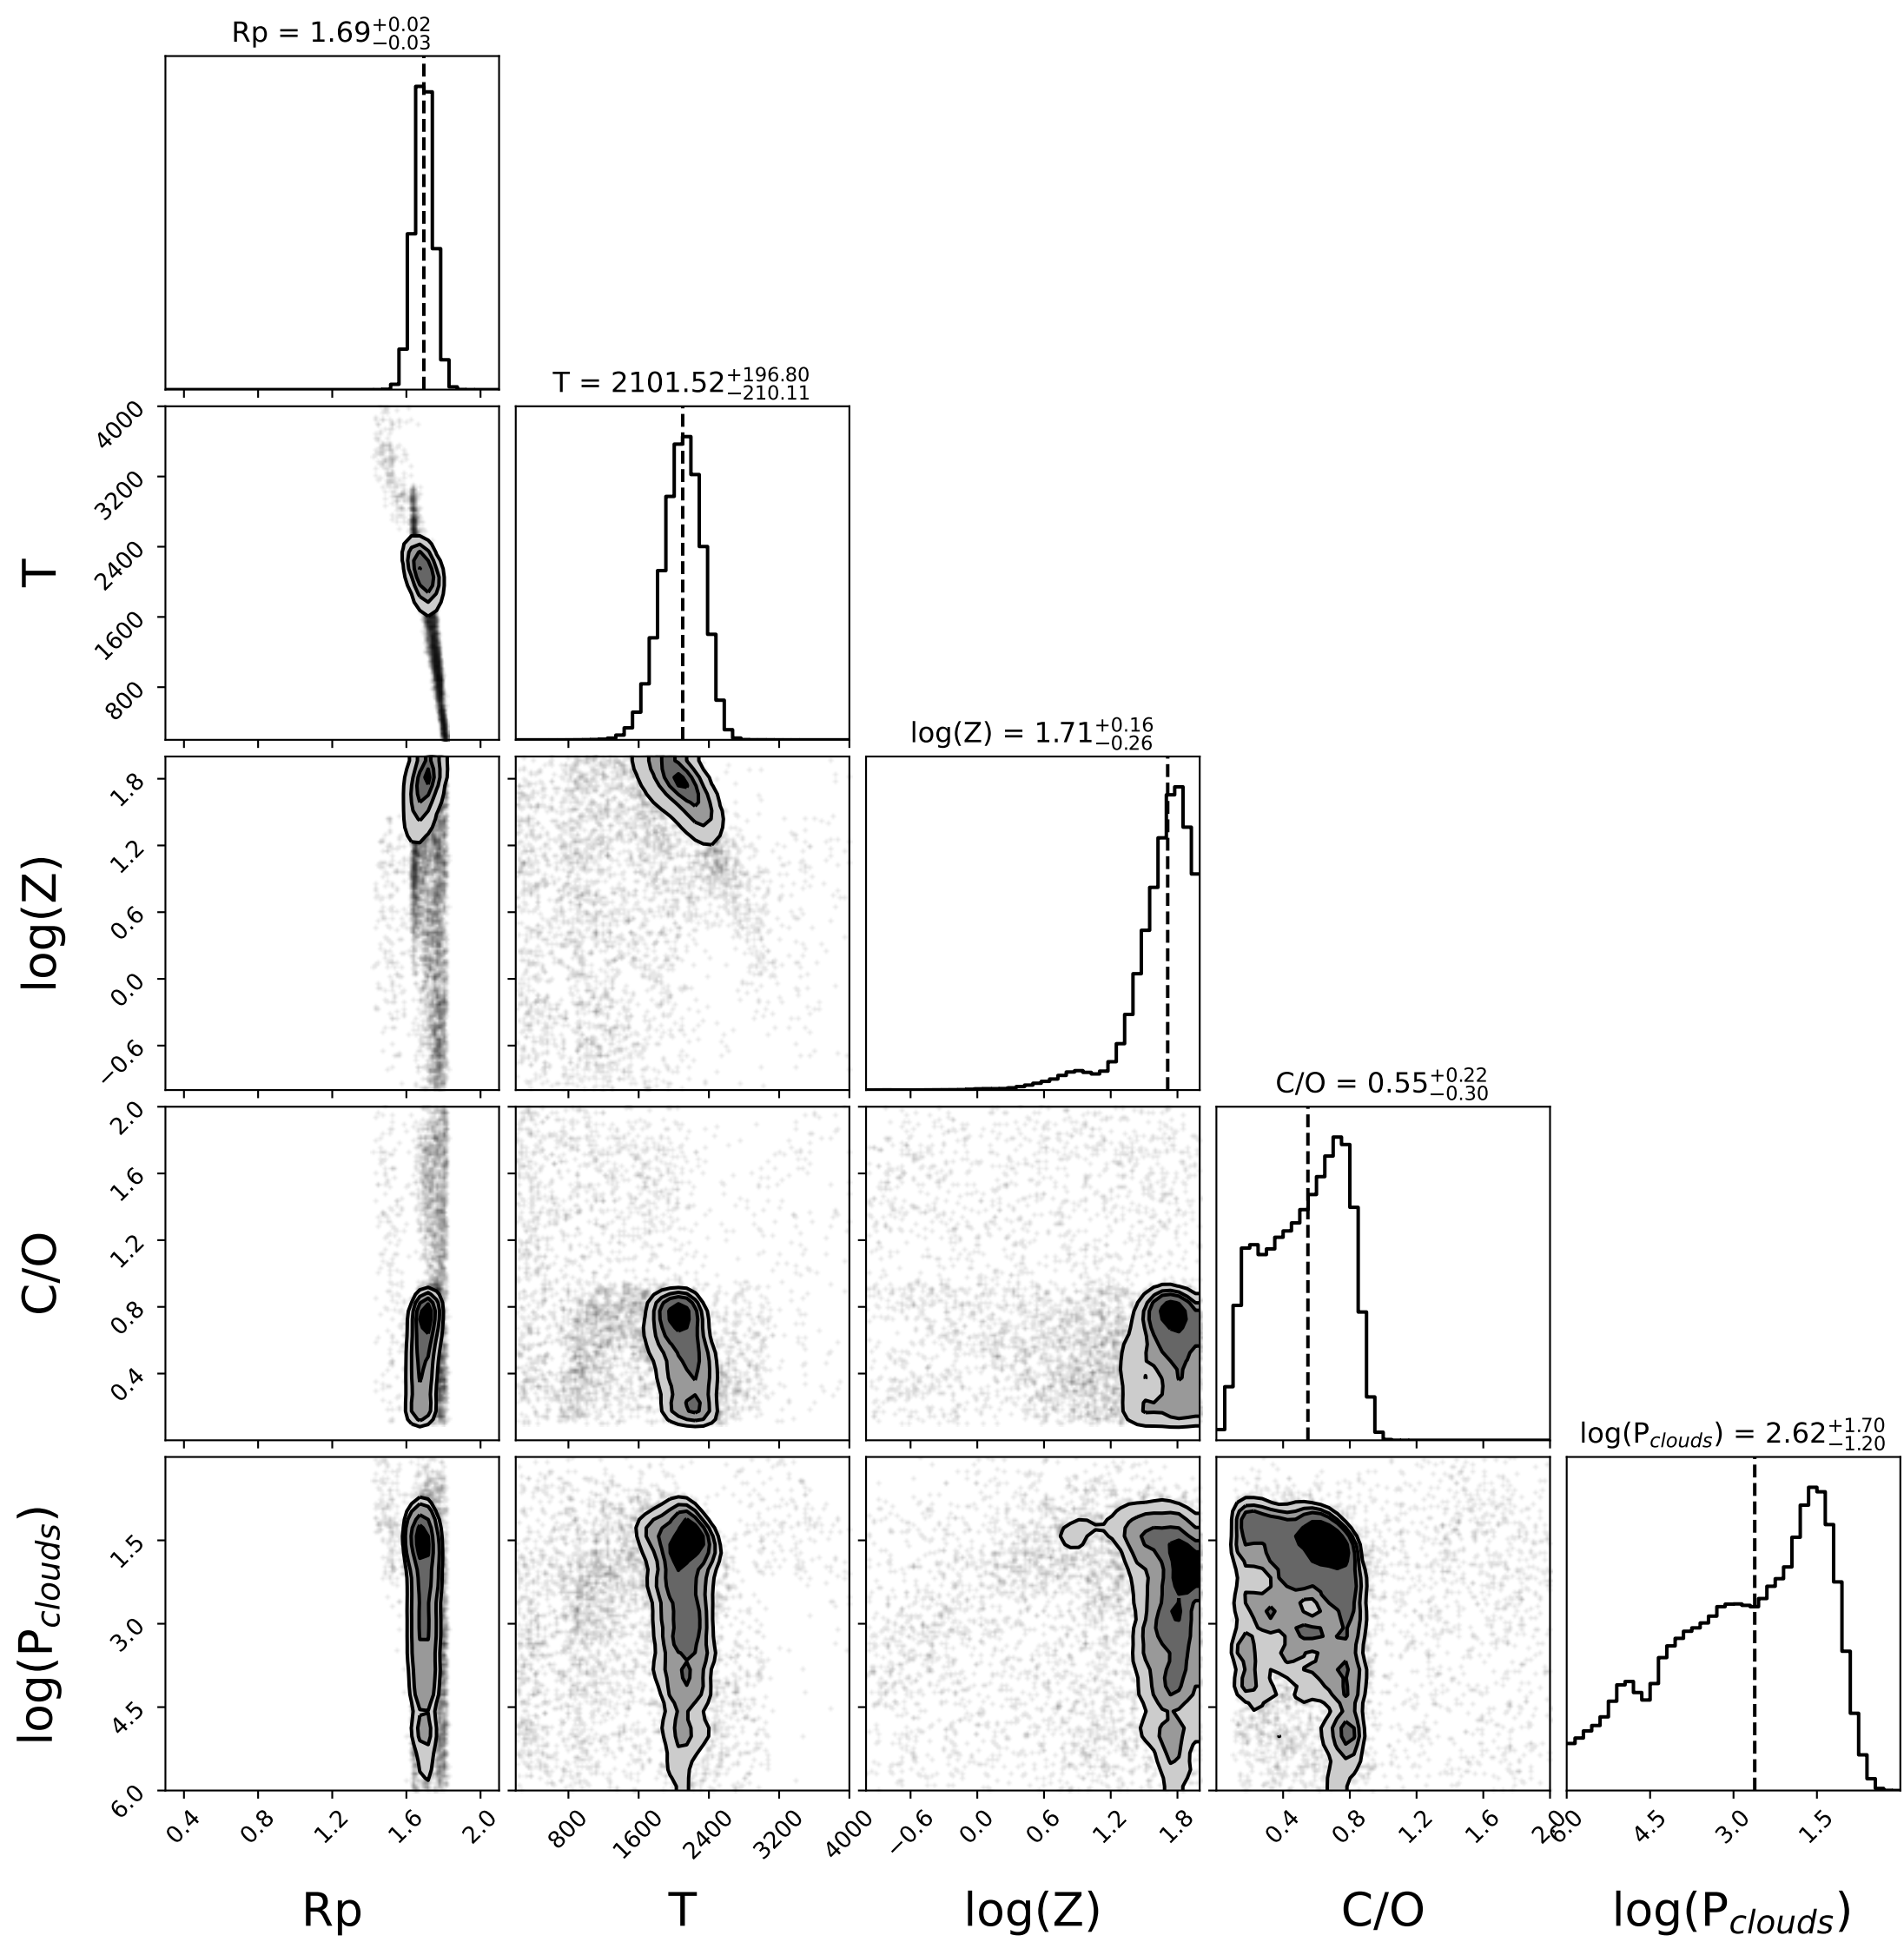 Rp = 1.69+0.02−0.03
T = 2101.52+196.80−210.11
4000
3200
2400
1600
800
T
log(Z) = 1.71+0.16−0.26
1.8
1.2
0.6
0.0
−0.6
log(Z)
C/O = 0.55+0.22−0.30
2.0
1.6
1.2
0.8
0.4
C/O
log(Pclouds) = 2.62+1.70−1.20
1.5
3.0
4.5
6.0
log(Pclouds)
0.4 0.8 1.2 1.6 2.0 800 1600 2400 3200 4000 −0.6 0.0 0.6 1.2 1.8 0.4 0.8 1.2 1.6 2.0 6.0 4.5 3.0 1.5
Rp T log(Z) C/O log(Pclouds)